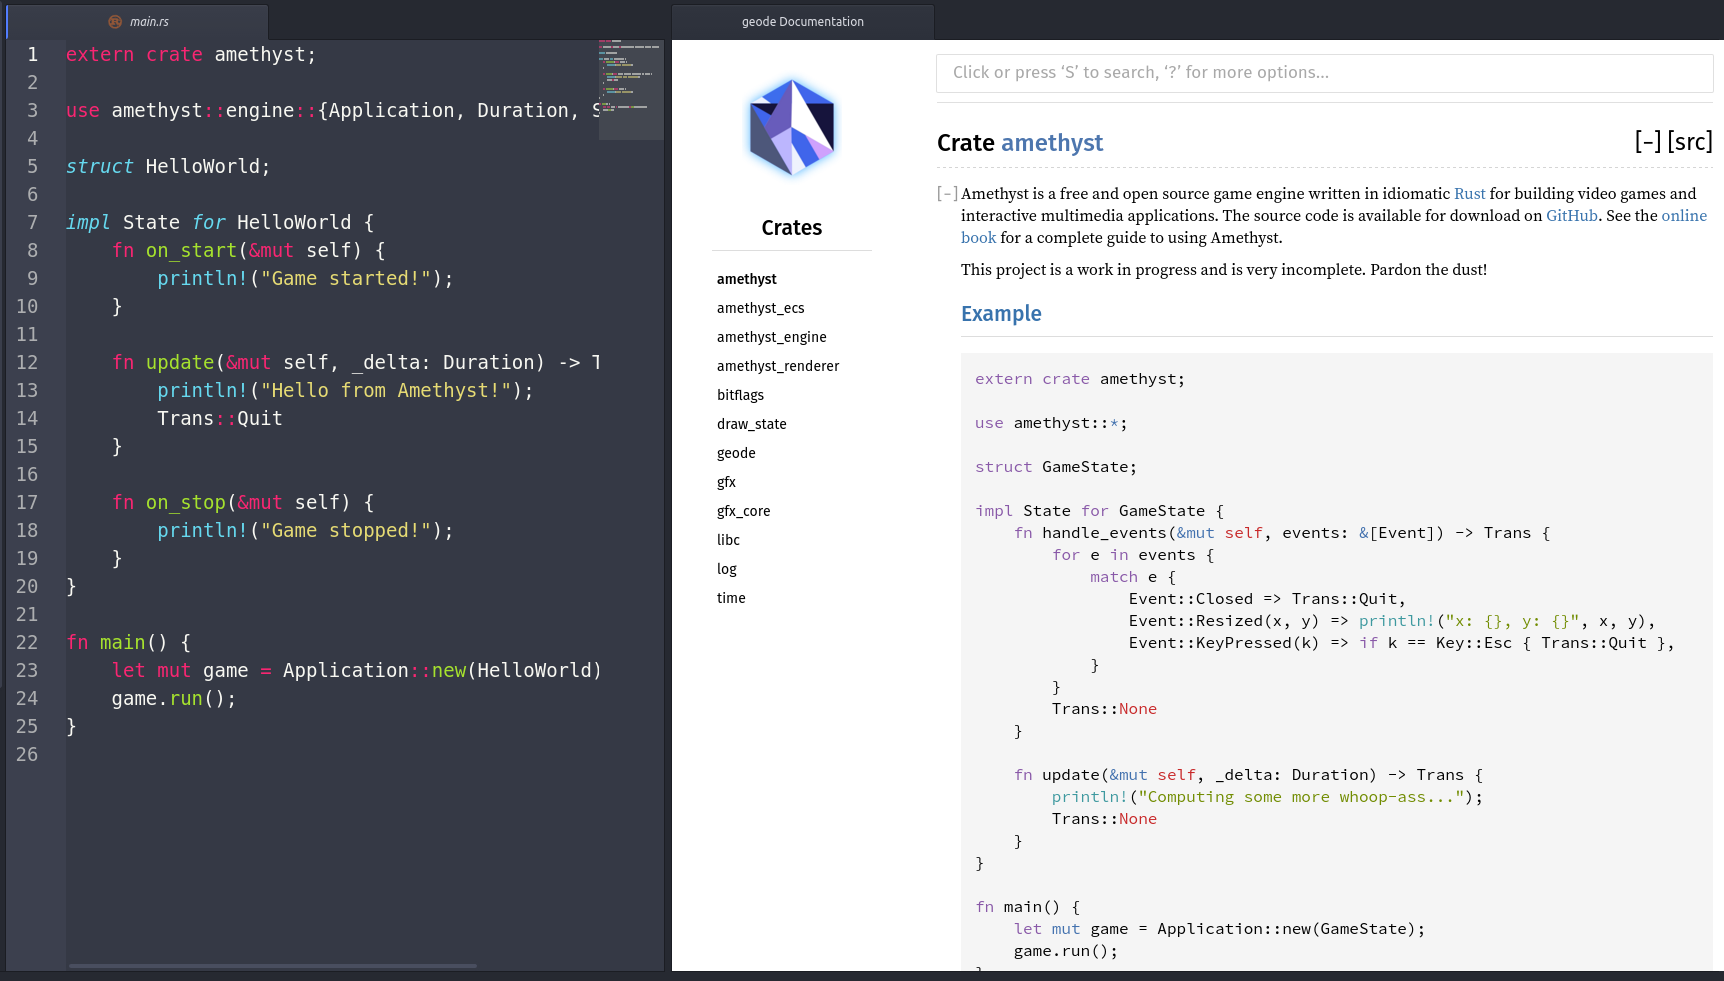 main.rs
1 extern crate amethyst;
2
3 use amethyst::engine::{Application, Duration, S
4
5 struct HelloWorld;
6
7 impl State for HelloWorld {
8     fn on_start(&mut self) {
9         println!("Game started!");
10     }
11
12     fn update(&mut self, _delta: Duration) -> T
13         println!("Hello from Amethyst!");
14         Trans::Quit
15     }
16
17     fn on_stop(&mut self) {
18         println!("Game stopped!");
19     }
20 }
21
22 fn main() {
23     let mut game = Application::new(HelloWorld)
24     game.run();
25 }
26
geode Documentation
Crates
amethyst
amethyst_ecs
amethyst_engine
amethyst_renderer
bitflags
draw_state
geode
gfx
gfx_core
libc
log
time
Click or press ‘S’ to search, ‘?’ for more options…
Crate amethyst [−] [src]
[−] Amethyst is a free and open source game engine written in idiomatic Rust for building video games and
interactive multimedia applications. The source code is available for download on GitHub. See the online
book for a complete guide to using Amethyst.
This project is a work in progress and is very incomplete. Pardon the dust!
Example
extern crate amethyst;

use amethyst::*;

struct GameState;

impl State for GameState {
    fn handle_events(&mut self, events: &[Event]) -> Trans {
        for e in events {
            match e {
                Event::Closed => Trans::Quit,
                Event::Resized(x, y) => println!("x: {}, y: {}", x, y),
                Event::KeyPressed(k) => if k == Key::Esc { Trans::Quit },
            }
        }
        Trans::None
    }

    fn update(&mut self, _delta: Duration) -> Trans {
        println!("Computing some more whoop-ass...");
        Trans::None
    }
}

fn main() {
    let mut game = Application::new(GameState);
    game.run();
}